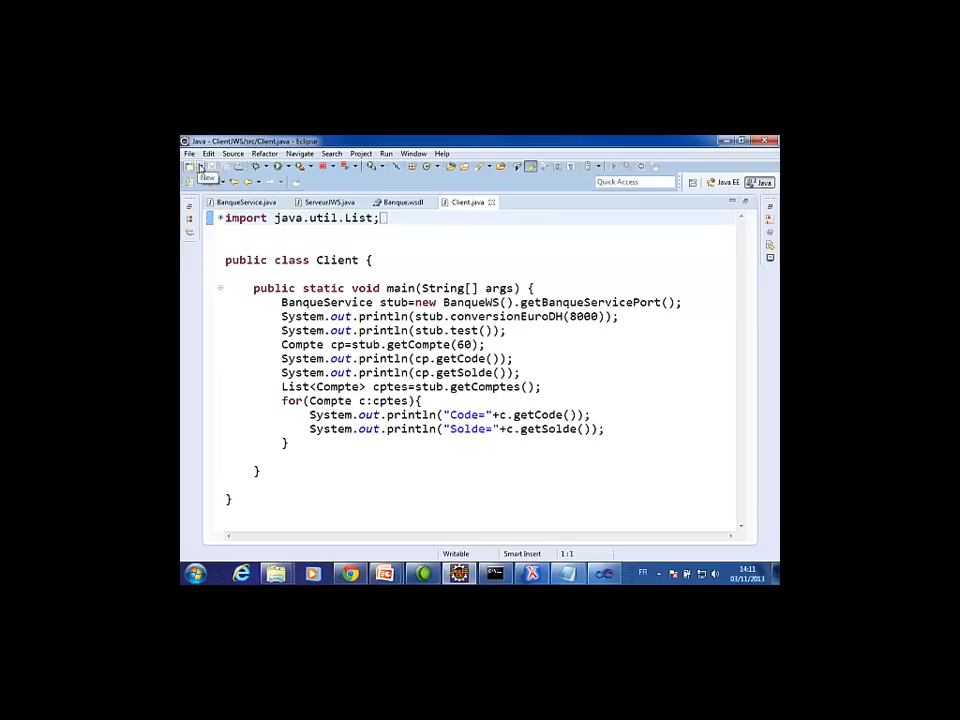 Java - ClientJWS/src/Client.java - Eclipse
File Edit Source Refactor Navigate Search Project Run Window Help
New
Quick Access
Java EE
Java
BanqueService.java ServeurJWS.java Banque.wsdl Client.java
import java.util.List;
public class Client {
public static void main(String[] args) {
BanqueService stub=new BanqueWS().getBanqueServicePort();
System.out.println(stub.conversionEuroDH(8000));
System.out.println(stub.test());
Compte cp=stub.getCompte(60);
System.out.println(cp.getCode());
System.out.println(cp.getSolde());
List<Compte> cptes=stub.getComptes();
for(Compte c:cptes){
System.out.println("Code="+c.getCode());
System.out.println("Solde="+c.getSolde());
}
}
}
Writable Smart Insert 1:1
FR
14:11
03/11/2013